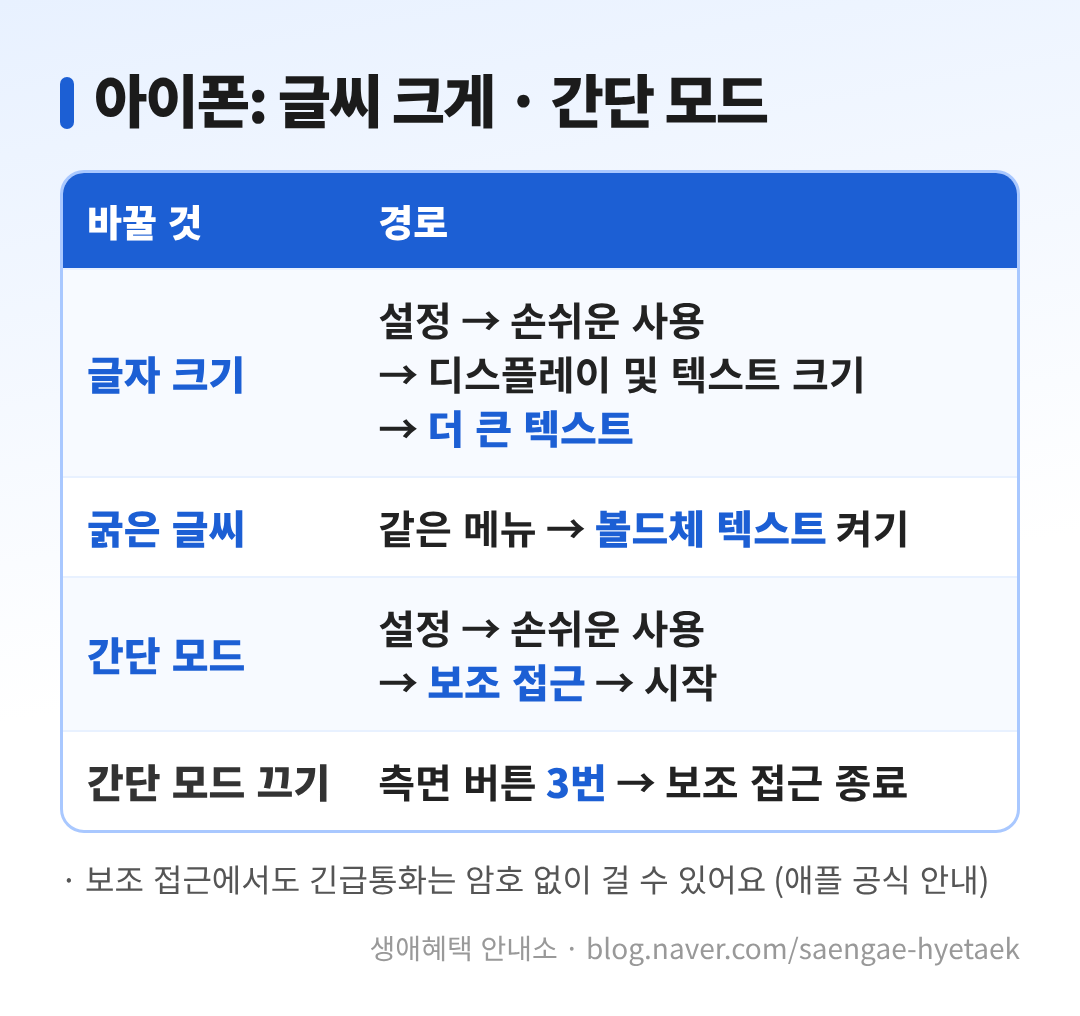 아이폰: 글씨 크게 · 간단 모드
바꿀 것 경로
글자 크기
설정 → 손쉬운 사용
→ 디스플레이 및 텍스트 크기
→ 더 큰 텍스트
굵은 글씨 같은 메뉴 → 볼드체 텍스트 켜기
간단 모드
설정 → 손쉬운 사용
→ 보조 접근 → 시작
간단 모드 끄기 측면 버튼 3번 → 보조 접근 종료
· 보조 접근에서도 긴급통화는 암호 없이 걸 수 있어요 (애플 공식 안내)
생애혜택 안내소 · blog.naver.com/saengae-hyetaek